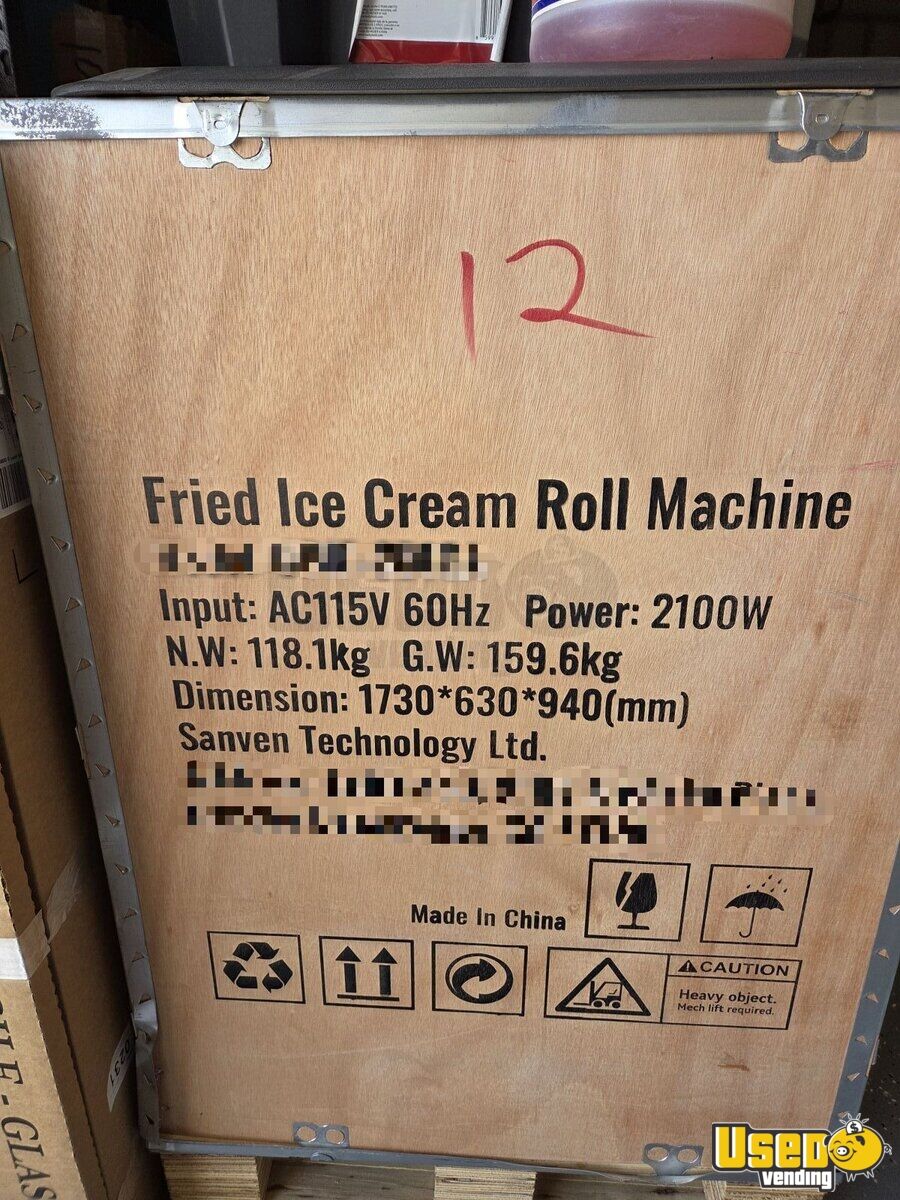 12
Fried Ice Cream Roll Machine
Input: AC115V 60Hz Power: 2100W
N.W: 118.1kg G.W: 159.6kg
Dimension: 1730*630*940(mm)
Sanven Technology Ltd.
Made In China
CAUTION
Heavy object.
Mech lift required.
USED
vending